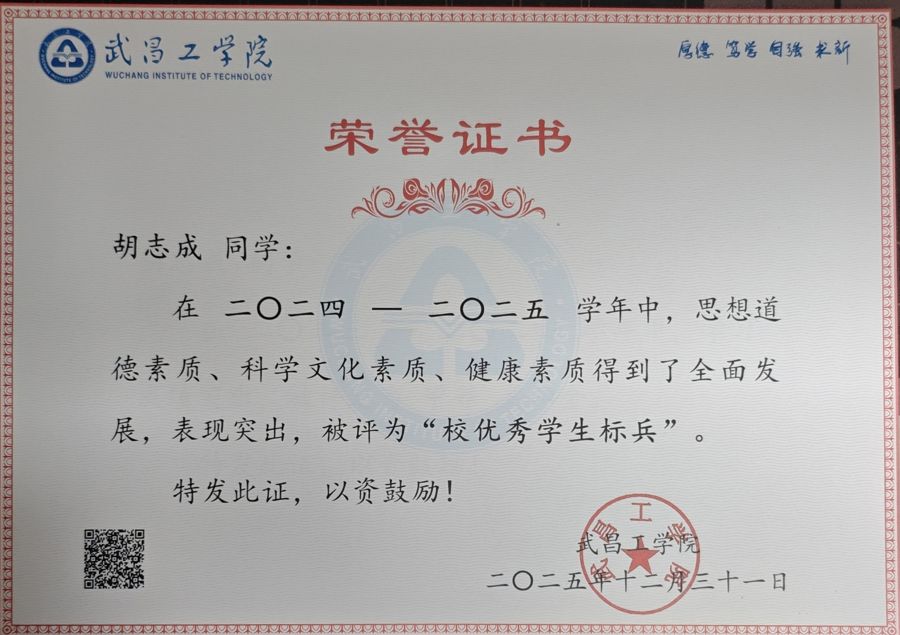 武昌工学院
WUCHANG INSTITUTE OF TECHNOLOGY
厚德 笃学 自强 求新
荣誉证书
胡志成 同学：
在 二〇二四 — 二〇二五 学年中，思想道
德素质、科学文化素质、健康素质得到了全面发
展，表现突出，被评为“校优秀学生标兵”。
特发此证，以资鼓励！
武昌工学院
武昌工学院
二〇二五年十二月三十一日